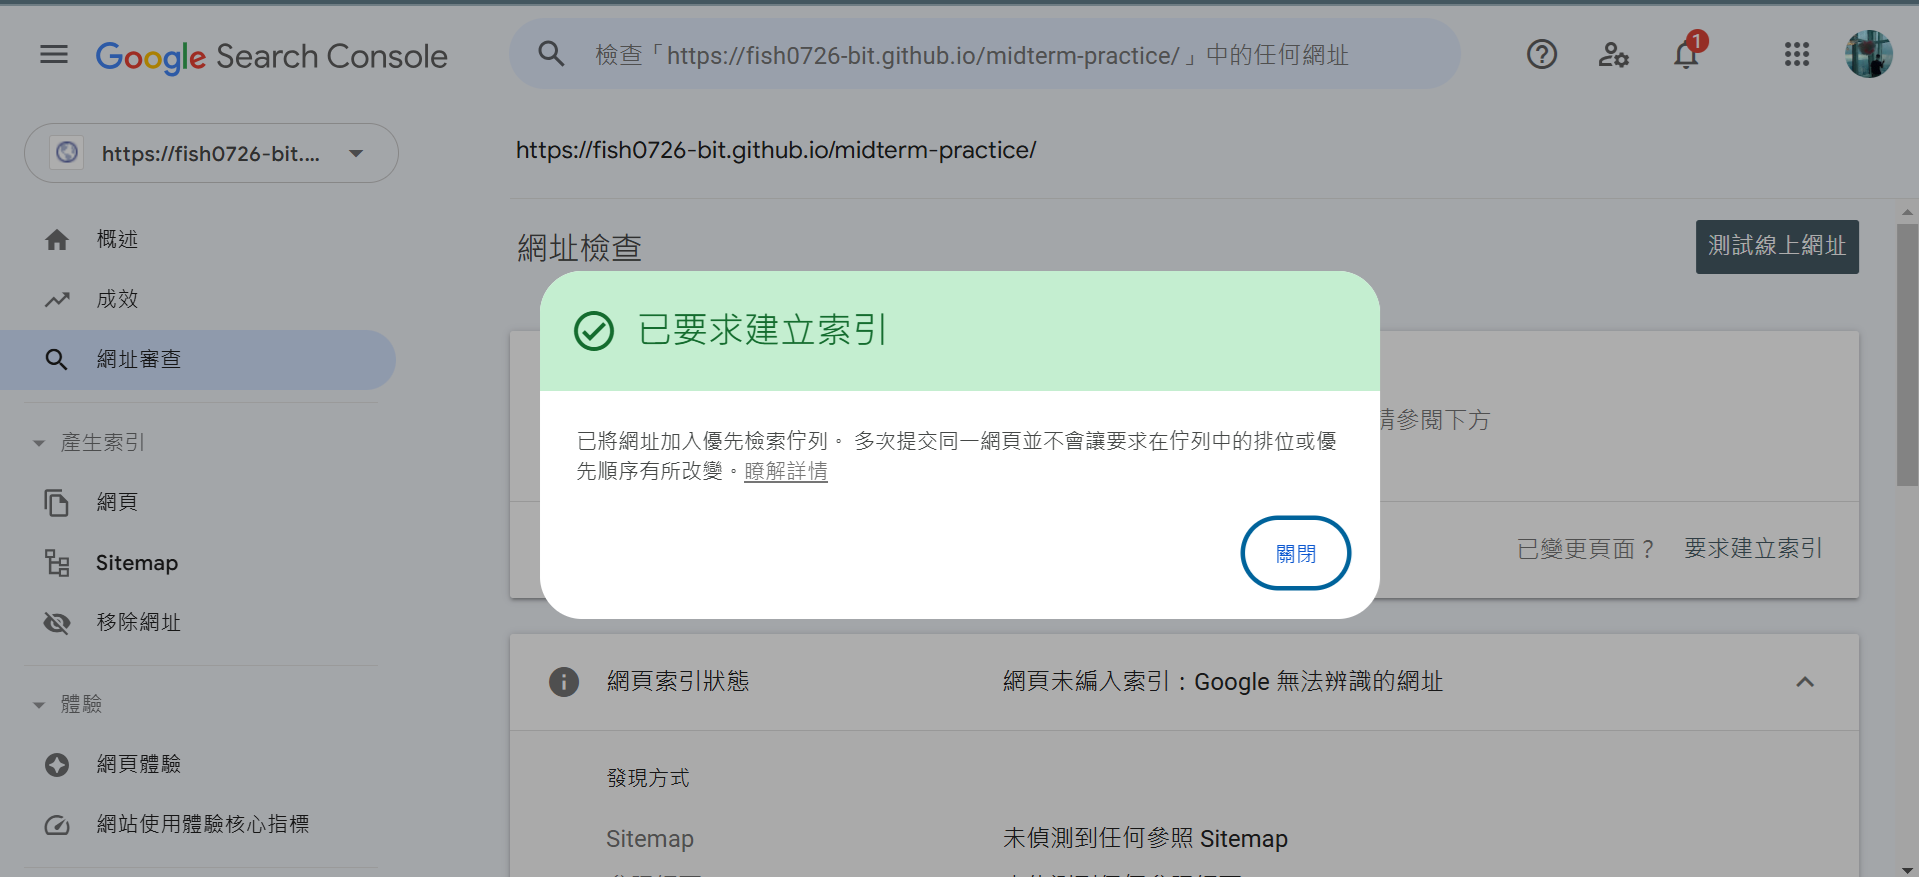 Google Search Console
檢查「https://fish0726-bit.github.io/midterm-practice/」中的任何網址
1
https://fish0726-bit....
https://fish0726-bit.github.io/midterm-practice/
概述
成效
網址審查
產生索引
網頁
Sitemap
移除網址
體驗
網頁體驗
網站使用體驗核心指標
網址檢查
測試線上網址
已要求建立索引
已將網址加入優先檢索佇列。 多次提交同一網頁並不會讓要求在佇列中的排位或優
先順序有所改變。瞭解詳情
關閉
請參閱下方
已變更頁面？ 要求建立索引
網頁索引狀態
網頁未編入索引：Google 無法辨識的網址
發現方式
Sitemap
未偵測到任何參照 Sitemap